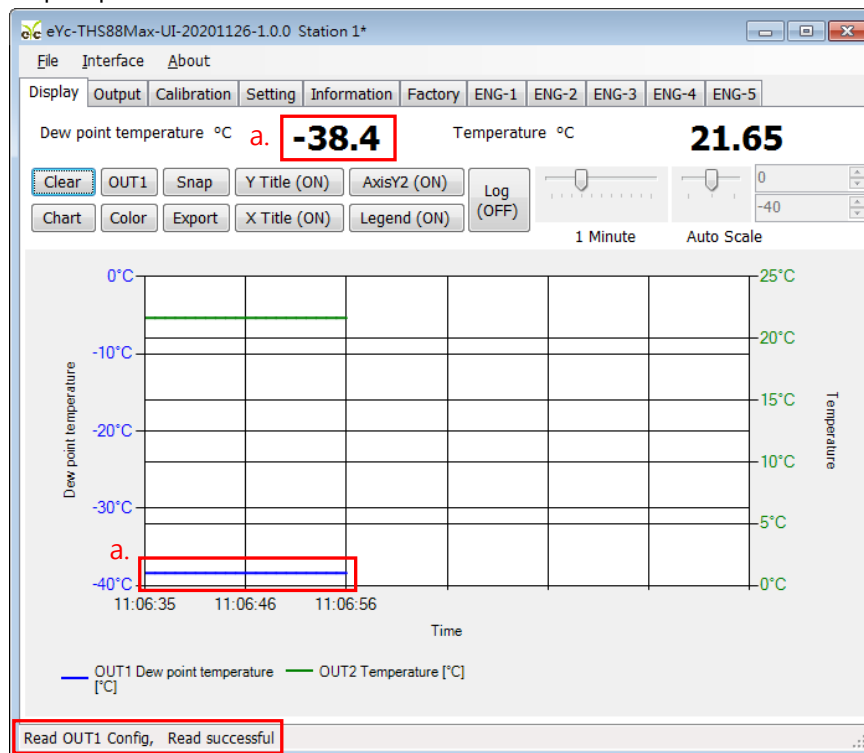 eYc eYc-THS88Max-UI-20201126-1.0.0 Station 1*
File Interface About
Display Output Calibration Setting Information Factory ENG-1 ENG-2 ENG-3 ENG-4 ENG-5
Dew point temperature °C a. -38.4 Temperature °C 21.65
Clear OUT1 Snap Y Title (ON) AxisY2 (ON) Log (OFF) 0
Chart Color Export X Title (ON) Legend (ON) -40
1 Minute Auto Scale
0°C 25°C
-10°C 20°C
-20°C 15°C
-30°C 10°C
-40°C 5°C
0°C
Dew point temperature
Temperature
a.
11:06:35 11:06:46 11:06:56
Time
OUT1 Dew point temperature OUT2 Temperature [°C]
[°C]
Read OUT1 Config, Read successful